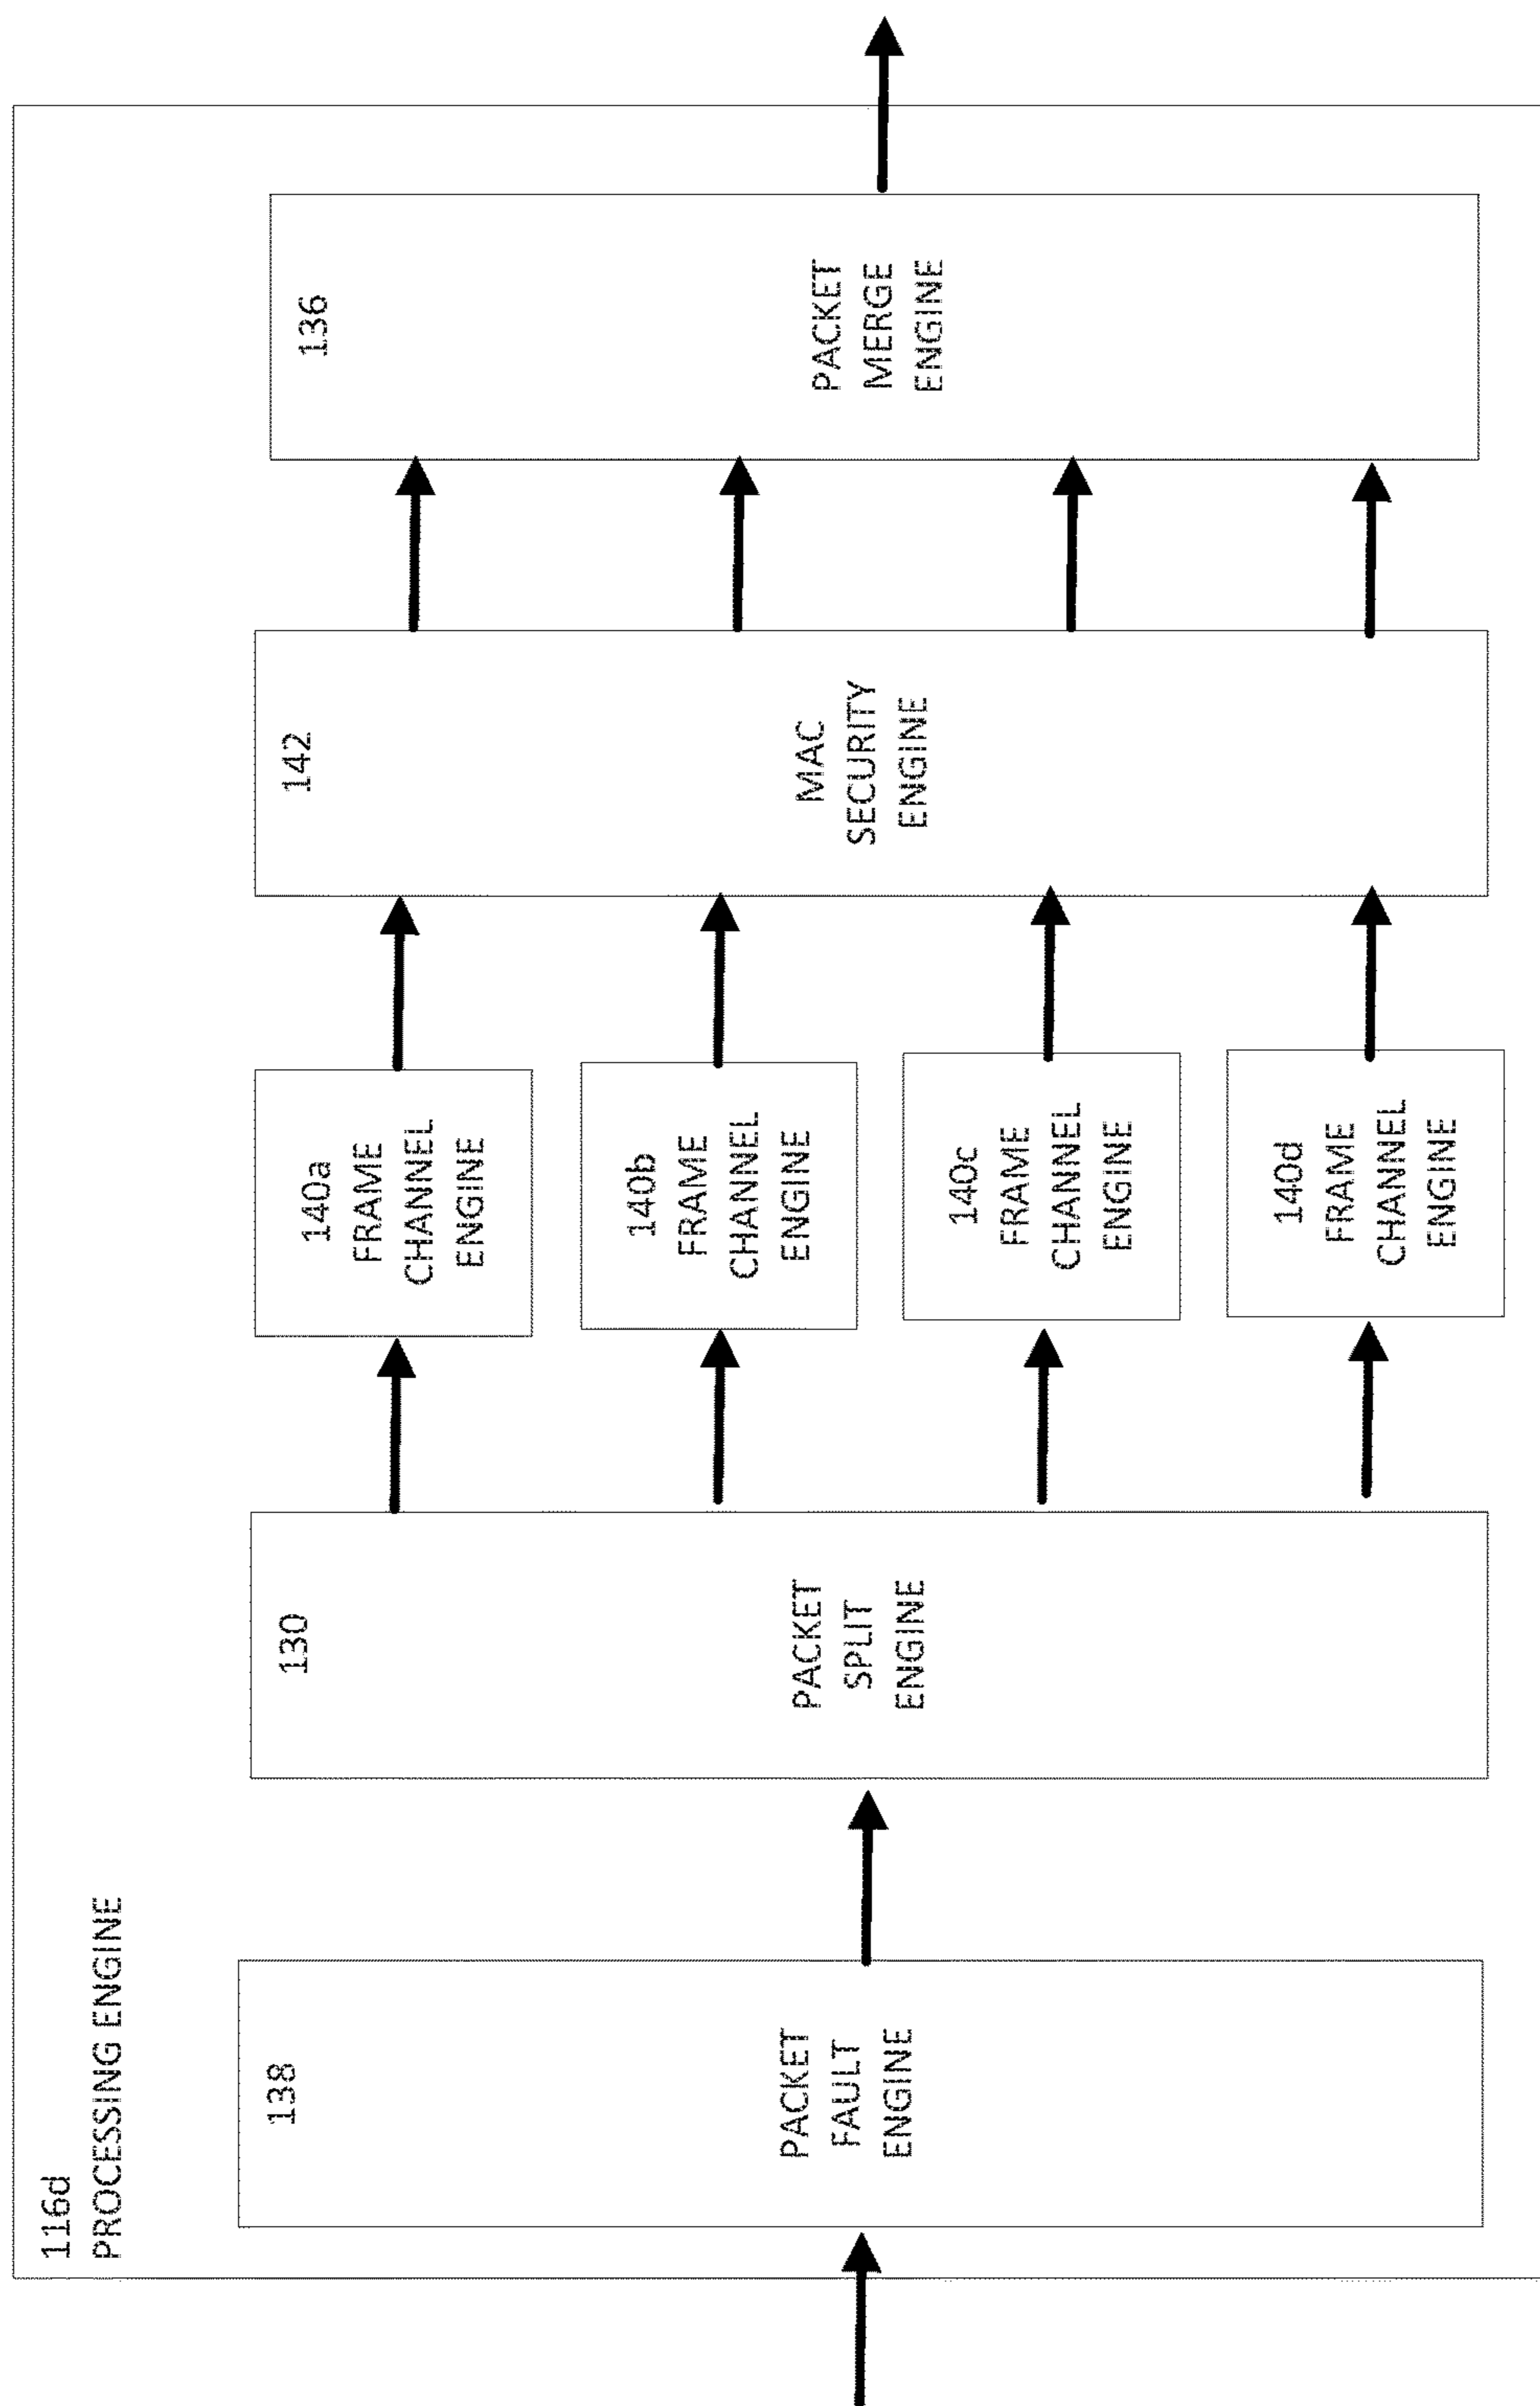 116d
PROCESSING ENGINE
138
PACKET
FAULT
ENGINE
130
PACKET
SPLIT
ENGINE
140a
FRAME
CHANNEL
ENGINE
140b
FRAME
CHANNEL
ENGINE
140c
FRAME
CHANNEL
ENGINE
140d
FRAME
CHANNEL
ENGINE
142
MAC
SECURITY
ENGINE
136
PACKET
MERGE
ENGINE